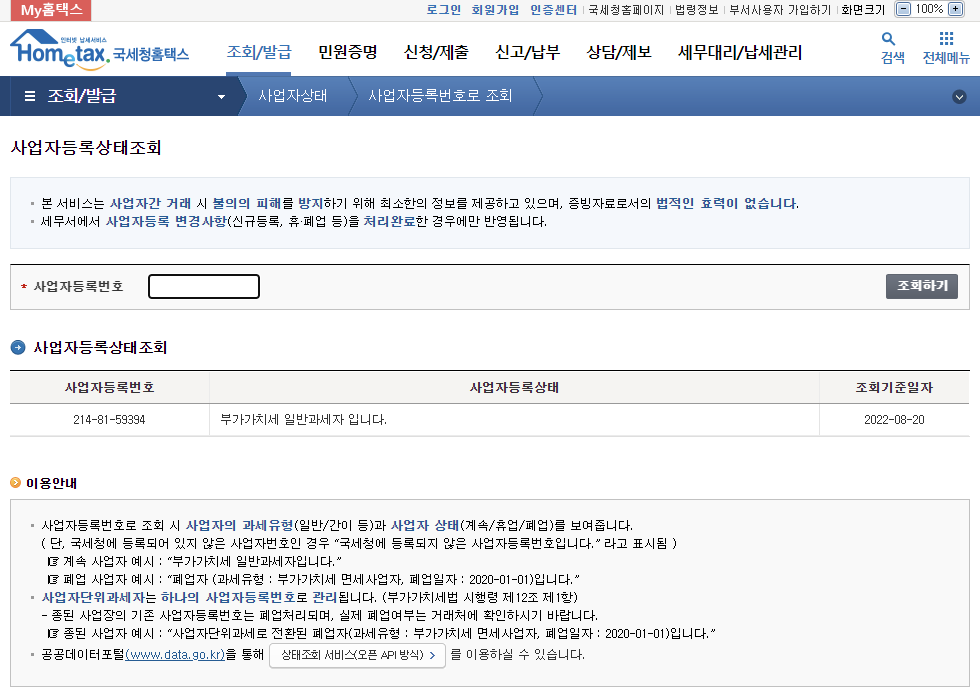 My홈택스
로그인 회원가입 인증센터 국세청홈페이지 법령정보 부서사용자 가입하기 화면크기 - 100% +
인터넷 납세서비스
Hometax. 국세청홈택스
조회/발급 민원증명 신청/제출 신고/납부 상담/제보 세무대리/납세관리 검색 전체메뉴
조회/발급 사업자상태 사업자등록번호로 조회
사업자등록상태조회
본 서비스는 사업자간 거래 시 불의의 피해를 방지하기 위해 최소한의 정보를 제공하고 있으며, 증빙자료로서의 법적인 효력이 없습니다.
세무서에서 사업자등록 변경사항(신규등록, 휴·폐업 등)을 처리완료한 경우에만 반영됩니다.
* 사업자등록번호 조회하기
사업자등록상태조회
사업자등록번호 사업자등록상태 조회기준일자
214-81-59394 부가가치세 일반과세자 입니다. 2022-08-20
이용안내
사업자등록번호로 조회 시 사업자의 과세유형(일반/간이 등)과 사업자 상태(계속/휴업/폐업)를 보여줍니다.
( 단, 국세청에 등록되어 있지 않은 사업자번호인 경우 "국세청에 등록되지 않은 사업자등록번호입니다." 라고 표시됨 )
☞ 계속 사업자 예시 : "부가가치세 일반과세자입니다."
☞ 폐업 사업자 예시 : "폐업자 (과세유형 : 부가가치세 면세사업자, 폐업일자 : 2020-01-01)입니다."
사업자단위과세자는 하나의 사업자등록번호로 관리됩니다. (부가가치세법 시행령 제12조 제1항)
- 종된 사업장의 기존 사업자등록번호는 폐업처리되며, 실제 폐업여부는 거래처에 확인하시기 바랍니다.
☞ 종된 사업자 예시 : "사업자단위과세로 전환된 폐업자(과세유형 : 부가가치세 면세사업자, 폐업일자 : 2020-01-01)입니다."
공공데이터포털(www.data.go.kr)을 통해 상태조회 서비스(오픈 API 방식) > 를 이용하실 수 있습니다.